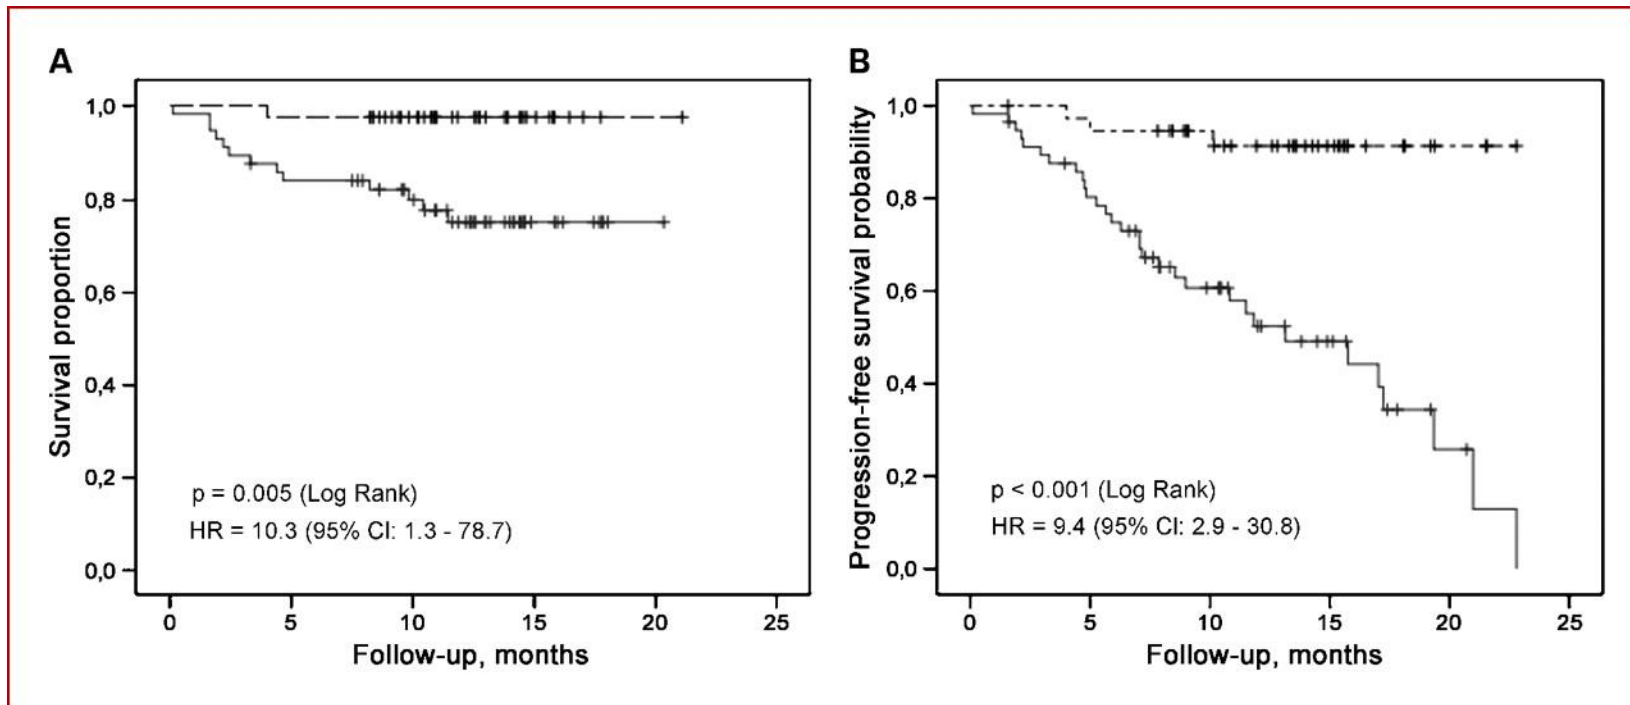 A
Survival proportion
1,0
0,8
0,6
0,4
0,2
0,0
p = 0.005 (Log Rank)
HR = 10.3 (95% CI: 1.3 - 78.7)
0 5 10 15 20 25
Follow-up, months
B
Progression-free survival probability
1,0
0,8
0,6
0,4
0,2
0,0
p < 0.001 (Log Rank)
HR = 9.4 (95% CI: 2.9 - 30.8)
0 5 10 15 20 25
Follow-up, months